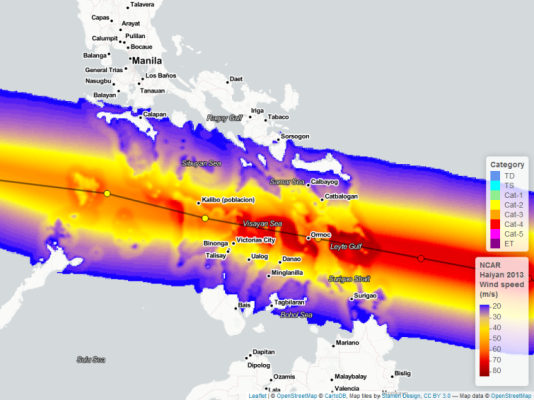 Talavera
Capas
Arayat
Calumpit
Pulilan
Bocaue
Balanga
Manila
General Trias
Nasugbu
Los Baños
Tanauan
Balayan
Daet
Calapan
Ragay Gulf
Iriga
Tabaco
Sorsogon
Sibuyan Sea
Samar Sea
Calbayog
Catbalogan
Kalibo (poblacion)
Visayan Sea
Ormoc
Leyte Gulf
Binonga
Victorias City
Talisay
Ualog
Danao
Minglanilla
Surigao Strait
Bais
Tagbilaran
Surigao
Bohol Sea
Mariano
Sulu Sea
Dapitan
Dipolog
Ozamis
Malaybalay
Bislig
Lala
Valencia
Category
TD
TS
Cat-1
Cat-2
Cat-3
Cat-4
Cat-5
ET
NCAR
Haiyan 2013
Wind speed
(m/s)
20
30
40
50
60
70
80
Leaflet | © OpenStreetMap © CartoDB, Map tiles by Stamen Design, CC BY 3.0 — Map data © OpenStreetMap